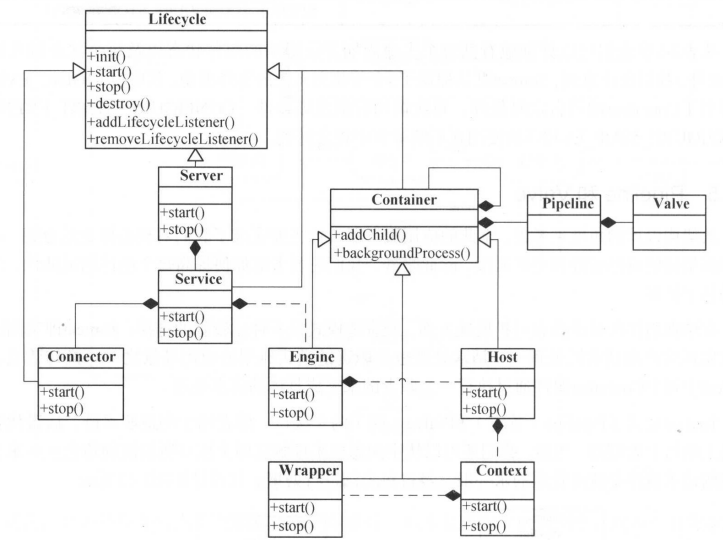 Lifecycle
+init()
+start()
+stop()
+destroy()
+addLifecycleListener()
+removeLifecycleListener()
Server
+start()
+stop()
Container
+addChild()
+backgroundProcess()
Pipeline
Valve
Service
+start()
+stop()
Connector
+start()
+stop()
Engine
+start()
+stop()
Host
+start()
+stop()
Wrapper
+start()
+stop()
Context
+start()
+stop()